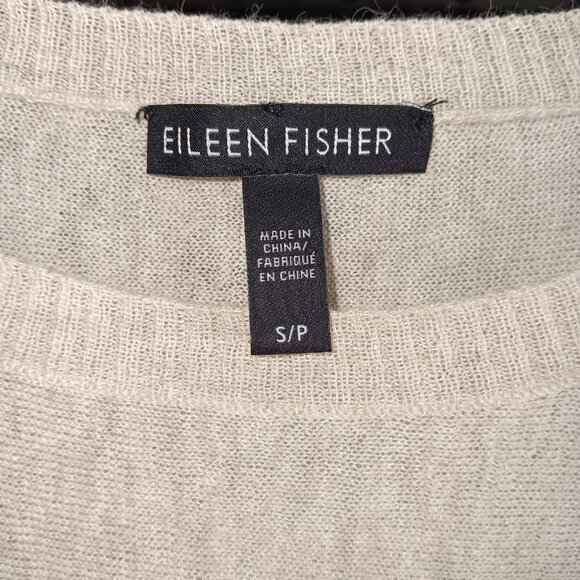 EILEEN FISHER
MADE IN
CHINA/
FABRIQUÉ
EN CHINE
S/P